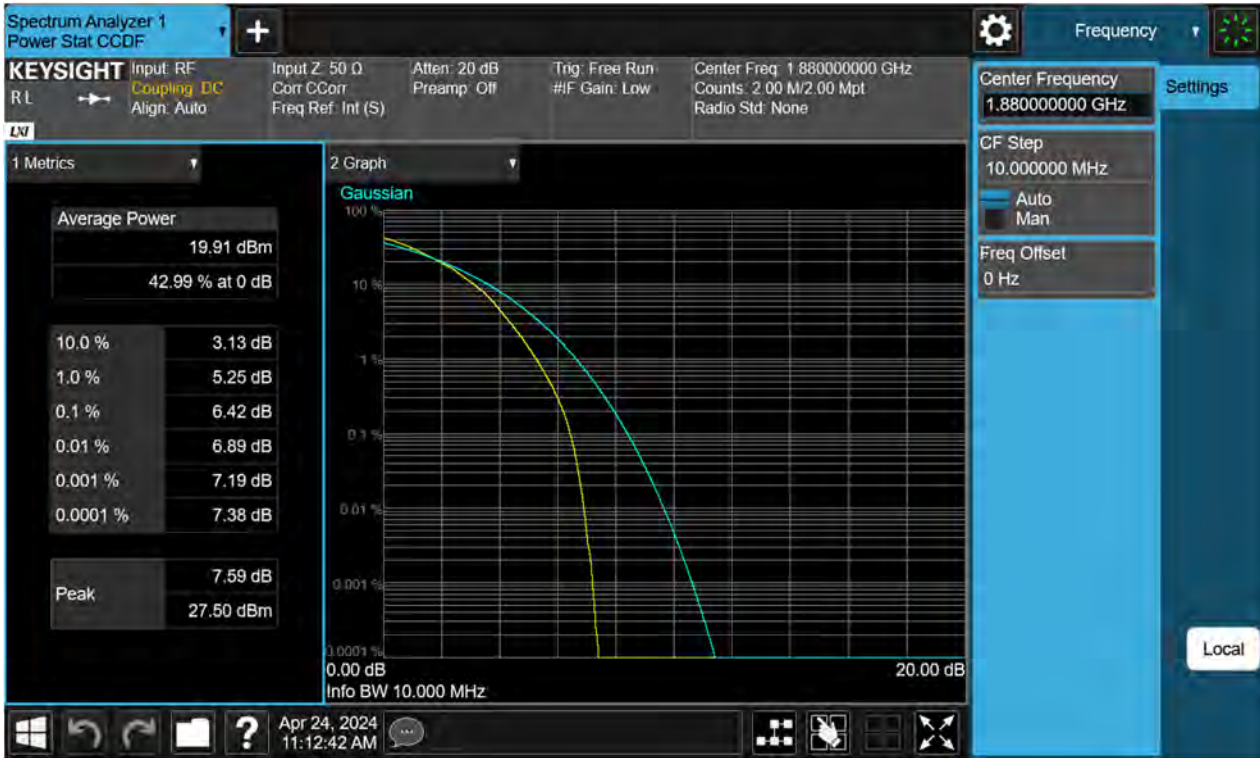 Spectrum Analyzer 1
Power Stat CCDF
+
Frequency
KEYSIGHT
RL
LXI
Input: RF
Coupling: DC
Align: Auto
Input Z: 50 Ω
Corr CCorr
Freq Ref: Int (S)
Atten: 20 dB
Preamp: Off
Trig: Free Run
#IF Gain: Low
Center Freq: 1.880000000 GHz
Counts: 2.00 M/2.00 Mpt
Radio Std: None
Center Frequency
1.880000000 GHz
Settings
CF Step
10.000000 MHz
Auto
Man
Freq Offset
0 Hz
1 Metrics
Average Power
19.91 dBm
42.99 % at 0 dB
10.0 % 3.13 dB
1.0 % 5.25 dB
0.1 % 6.42 dB
0.01 % 6.89 dB
0.001 % 7.19 dB
0.0001 % 7.38 dB
Peak 7.59 dB
27.50 dBm
2 Graph
Gaussian
100 %
10 %
1 %
0.1 %
0.01 %
0.001 %
0.0001 %
0.00 dB 20.00 dB
Info BW 10.000 MHz
Local
?
Apr 24, 2024
11:12:42 AM